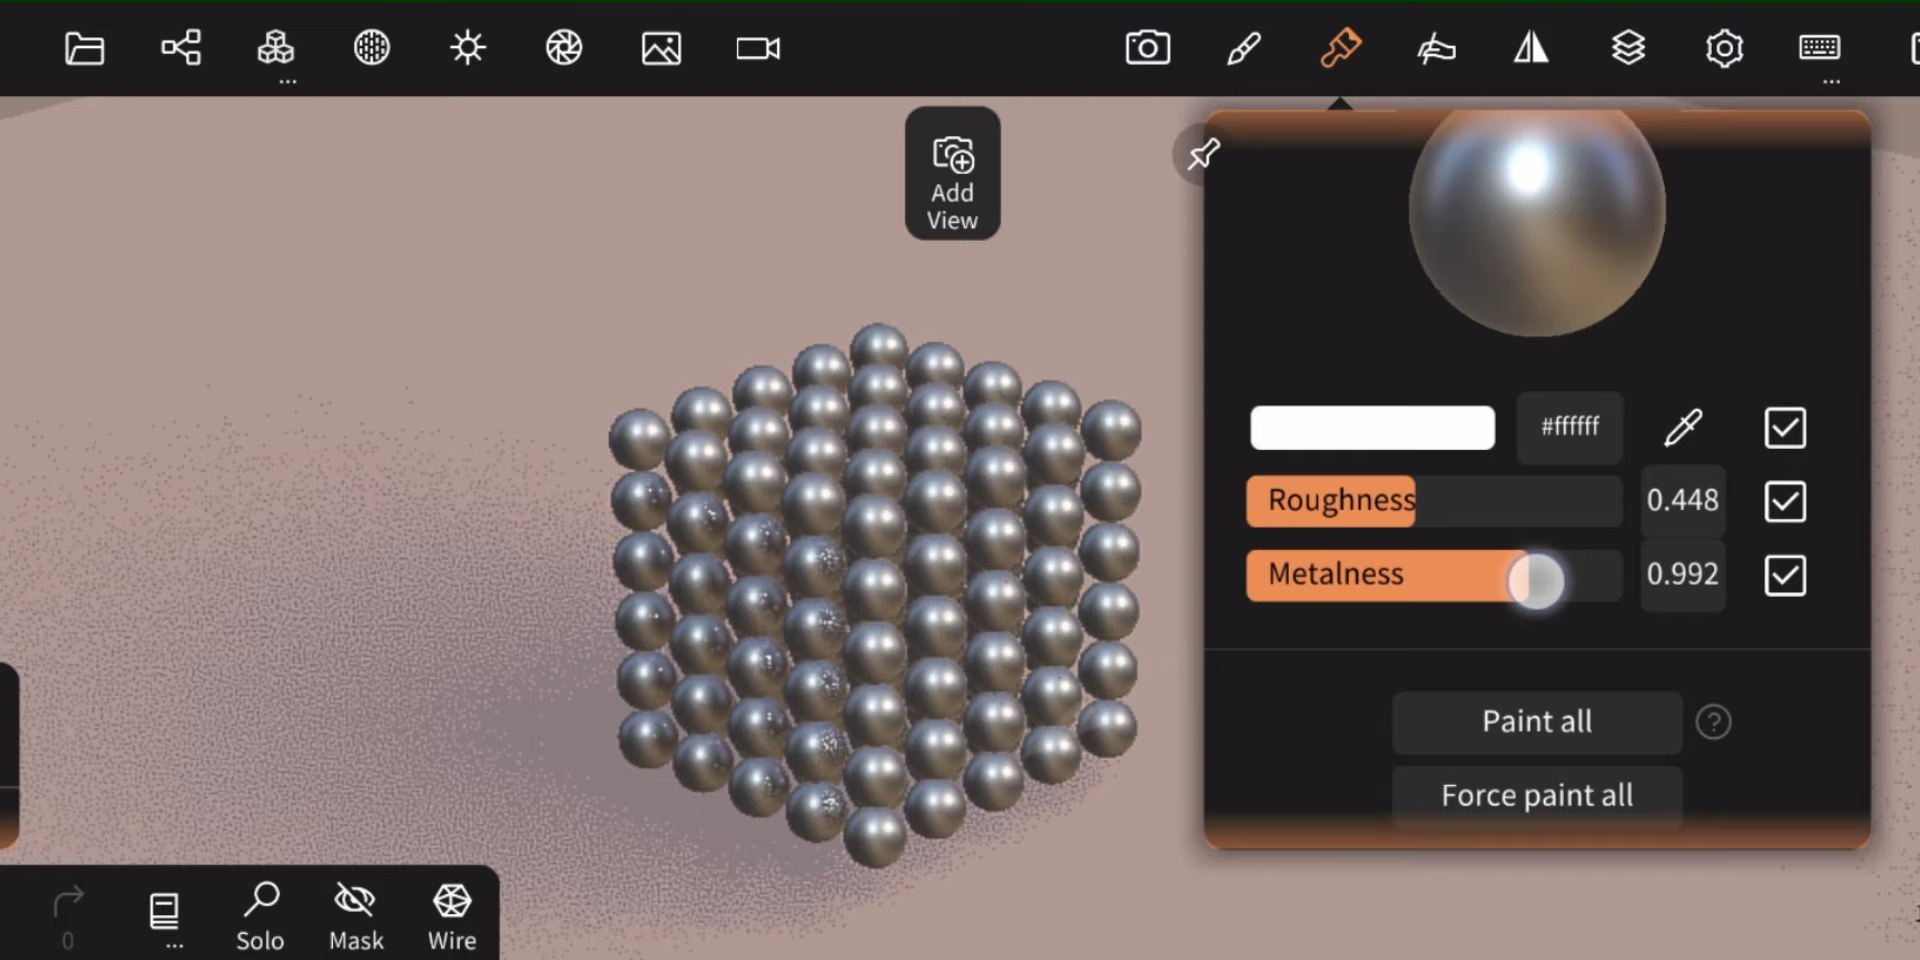 Add
View
#ffffff
Roughness
0.448
Metalness
0.992
Paint all
?
Force paint all
0
Solo
Mask
Wire